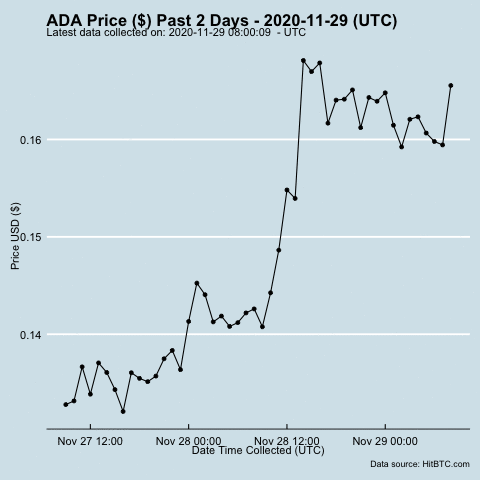 ADA Price ($) Past 2 Days - 2020-11-29 (UTC)
Latest data collected on: 2020-11-29 08:00:09 - UTC
Price USD ($)
0.16
0.15
0.14
Nov 27 12:00 Nov 28 00:00 Nov 28 12:00 Nov 29 00:00
Date Time Collected (UTC)
Data source: HitBTC.com